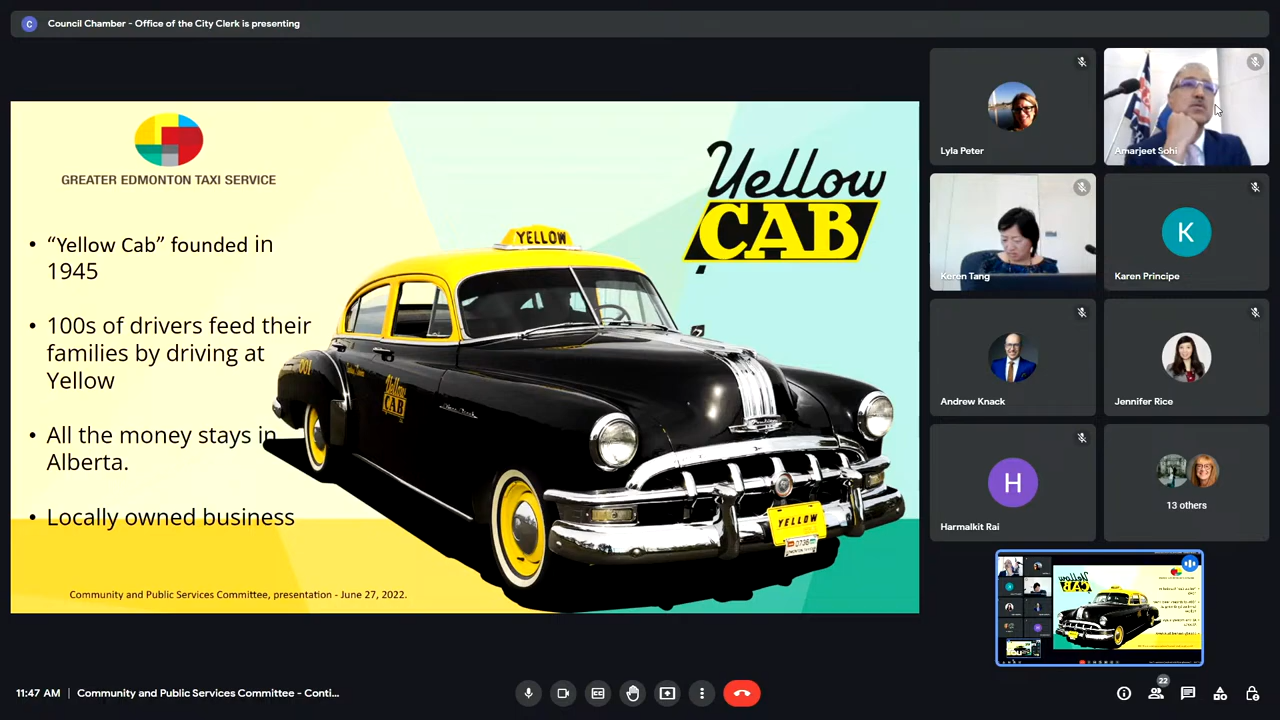 C
Council Chamber - Office of the City Clerk is presenting
GREATER EDMONTON TAXI SERVICE
• “Yellow Cab” founded in
1945
• 100s of drivers feed their
families by driving at
Yellow
• All the money stays in
Alberta.
• Locally owned business
Yellow
CAB
YELLOW
Yellow
CAB
YELLOW
Community and Public Services Committee, presentation - June 27, 2022.
Lyla Peter
Amarjeet Sohi
Keren Tang
K
Karen Principe
Andrew Knack
Jennifer Rice
H
Harmalkit Rai
13 others
11:47 AM | Community and Public Services Committee - Conti...
22